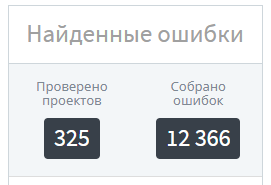 Найденные ошибки
Проверено проектов
325
Собрано ошибок
12 366